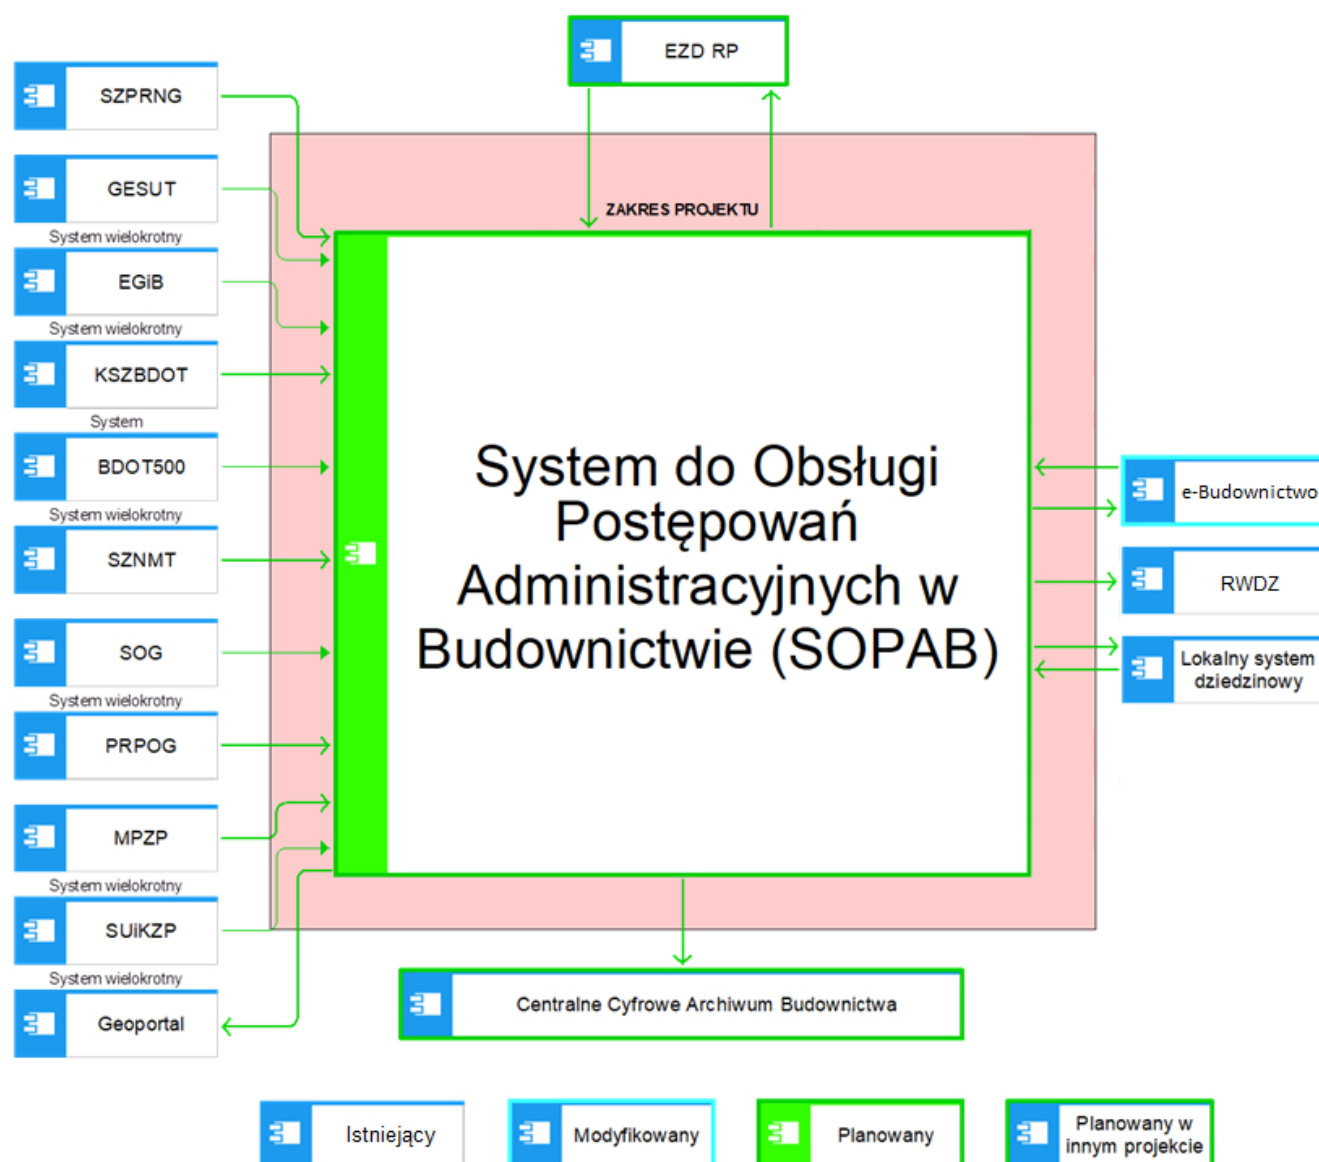 EZD RP
SZPRNG
GESUT
System wielokrotny
EGiB
System wielokrotny
KSZBDOT
System
BDOT500
System wielokrotny
SZNMT
SOG
System wielokrotny
PRPOG
MPZP
System wielokrotny
SUiKZP
System wielokrotny
Geoportal
ZAKRES PROJEKTU
System do Obsługi
Postępowań
Administracyjnych w
Budownictwie (SOPAB)
e-Budownictwo
RWDZ
Lokalny system
dziedzinowy
Centralne Cyfrowe Archiwum Budownictwa
Istniejący
Modyfikowany
Planowany
Planowany w
innym projekcie